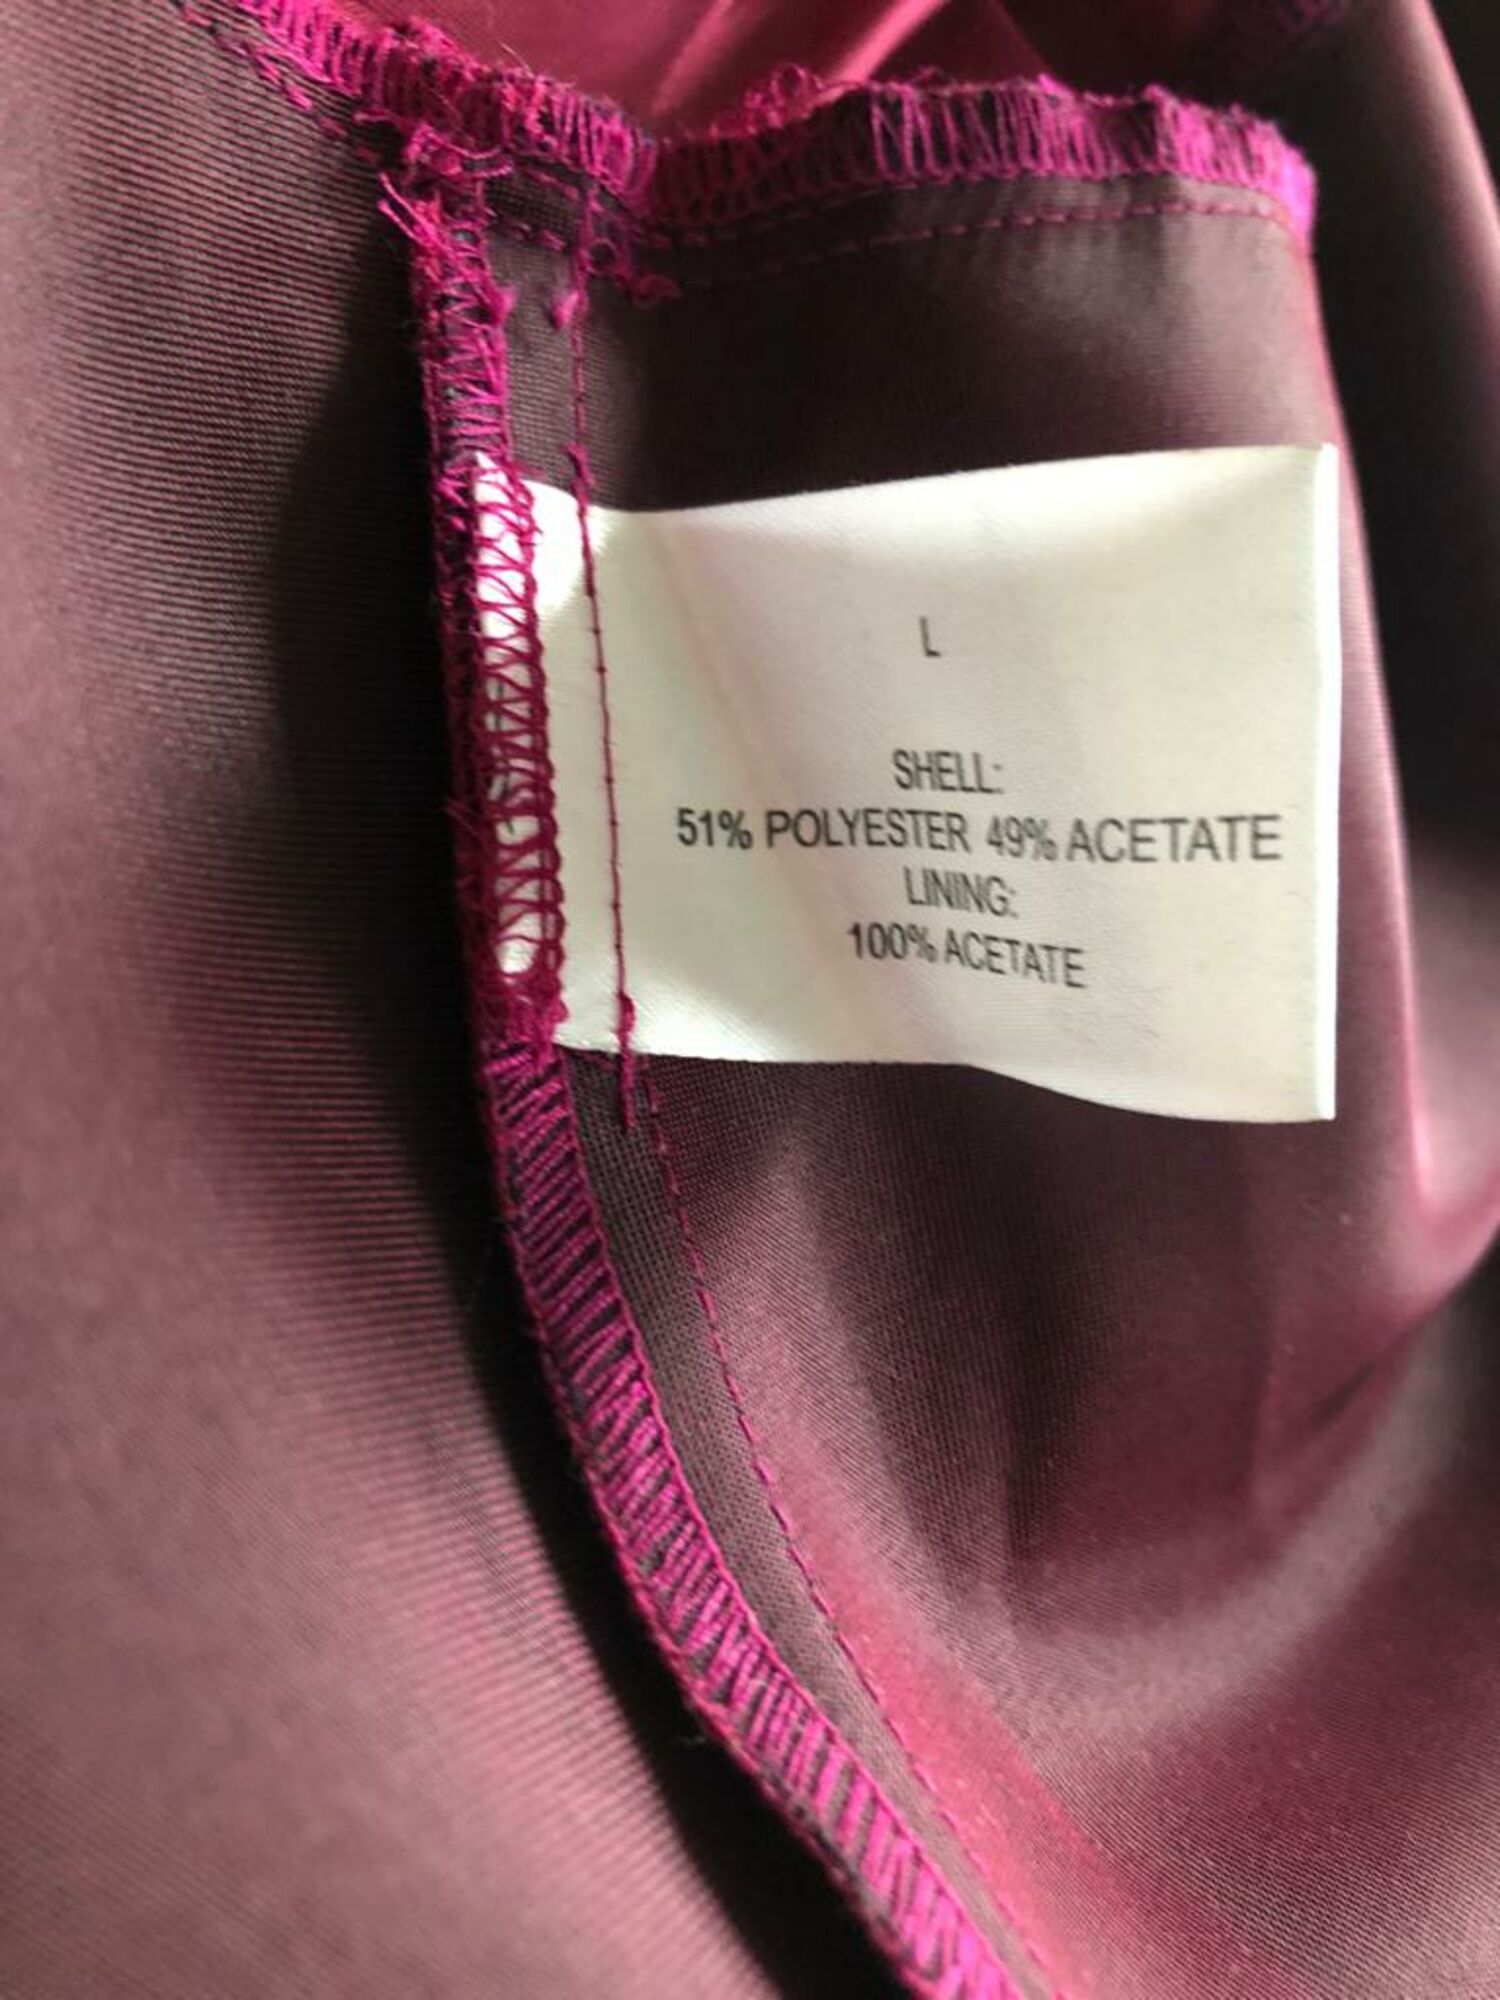 L
SHELL:
51% POLYESTER 49% ACETATE
LINING:
100% ACETATE